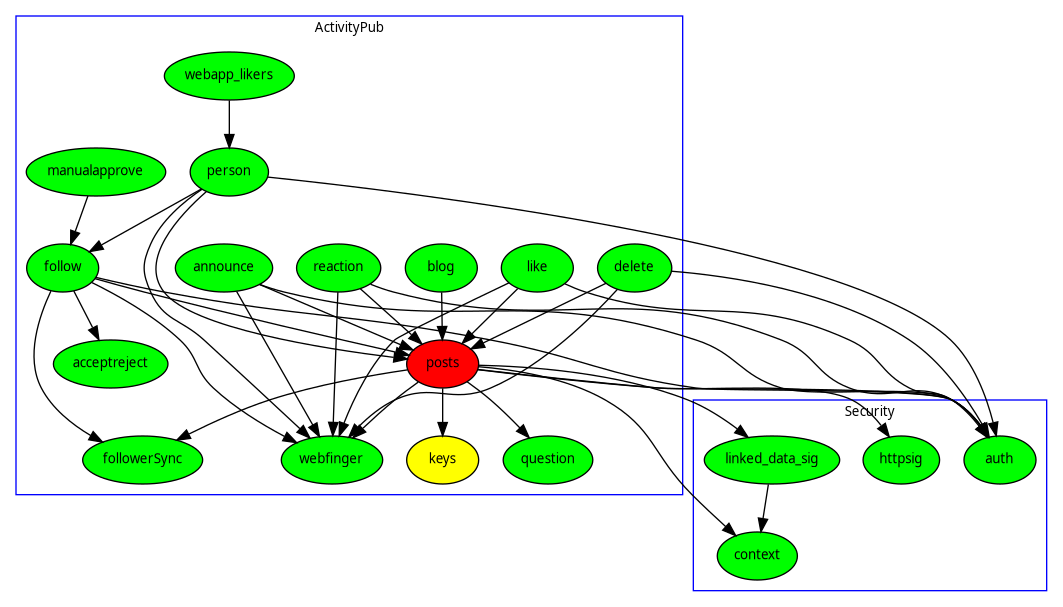 ActivityPub
webapp_likers
manualapprove
person
follow
announce
reaction
blog
like
delete
acceptreject
posts
Security
followerSync
webfinger
keys
question
linked_data_sig
httpsig
auth
context